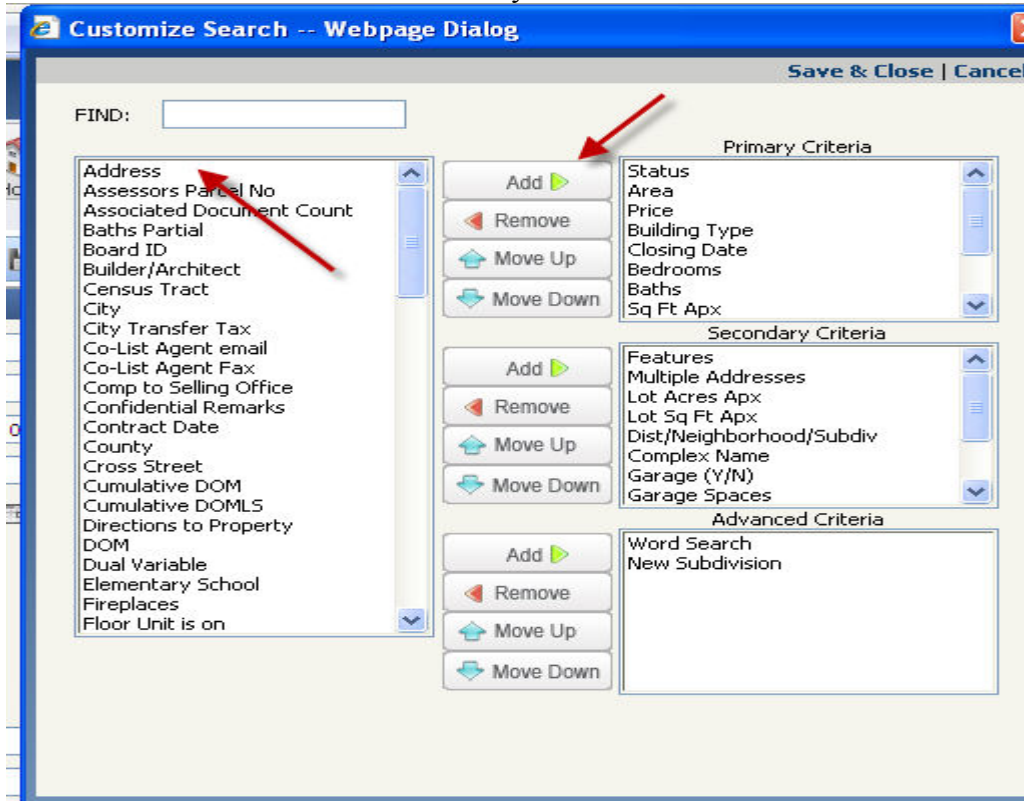 Customize Search -- Webpage Dialog
Save & Close | Cancel
FIND:
Address
Assessors Parcel No
Associated Document Count
Baths Partial
Board ID
Builder/Architect
Census Tract
City
City Transfer Tax
Co-List Agent email
Co-List Agent Fax
Comp to Selling Office
Confidential Remarks
Contract Date
County
Cross Street
Cumulative DOM
Cumulative DOMLS
Directions to Property
DOM
Dual Variable
Elementary School
Fireplaces
Floor Unit is on
Add
Remove
Move Up
Move Down
Primary Criteria
Status
Area
Price
Building Type
Closing Date
Bedrooms
Baths
Sq Ft Apx
Add
Remove
Move Up
Move Down
Secondary Criteria
Features
Multiple Addresses
Lot Acres Apx
Lot Sq Ft Apx
Dist/Neighborhood/Subdiv
Complex Name
Garage (Y/N)
Garage Spaces
Add
Remove
Move Up
Move Down
Advanced Criteria
Word Search
New Subdivision